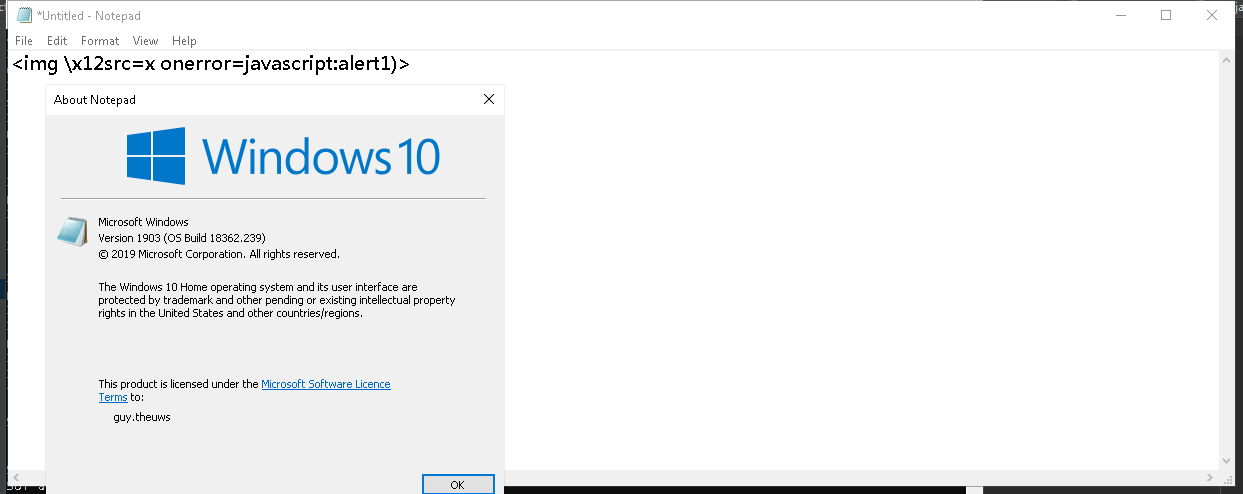 *Untitled - Notepad
File Edit Format View Help
<img \x12src=x onerror=javascript:alert1)>
About Notepad
Windows 10
Microsoft Windows
Version 1903 (OS Build 18362.239)
© 2019 Microsoft Corporation. All rights reserved.
The Windows 10 Home operating system and its user interface are
protected by trademark and other pending or existing intellectual property
rights in the United States and other countries/regions.
This product is licensed under the Microsoft Software Licence
Terms to:
guy.theuws
OK